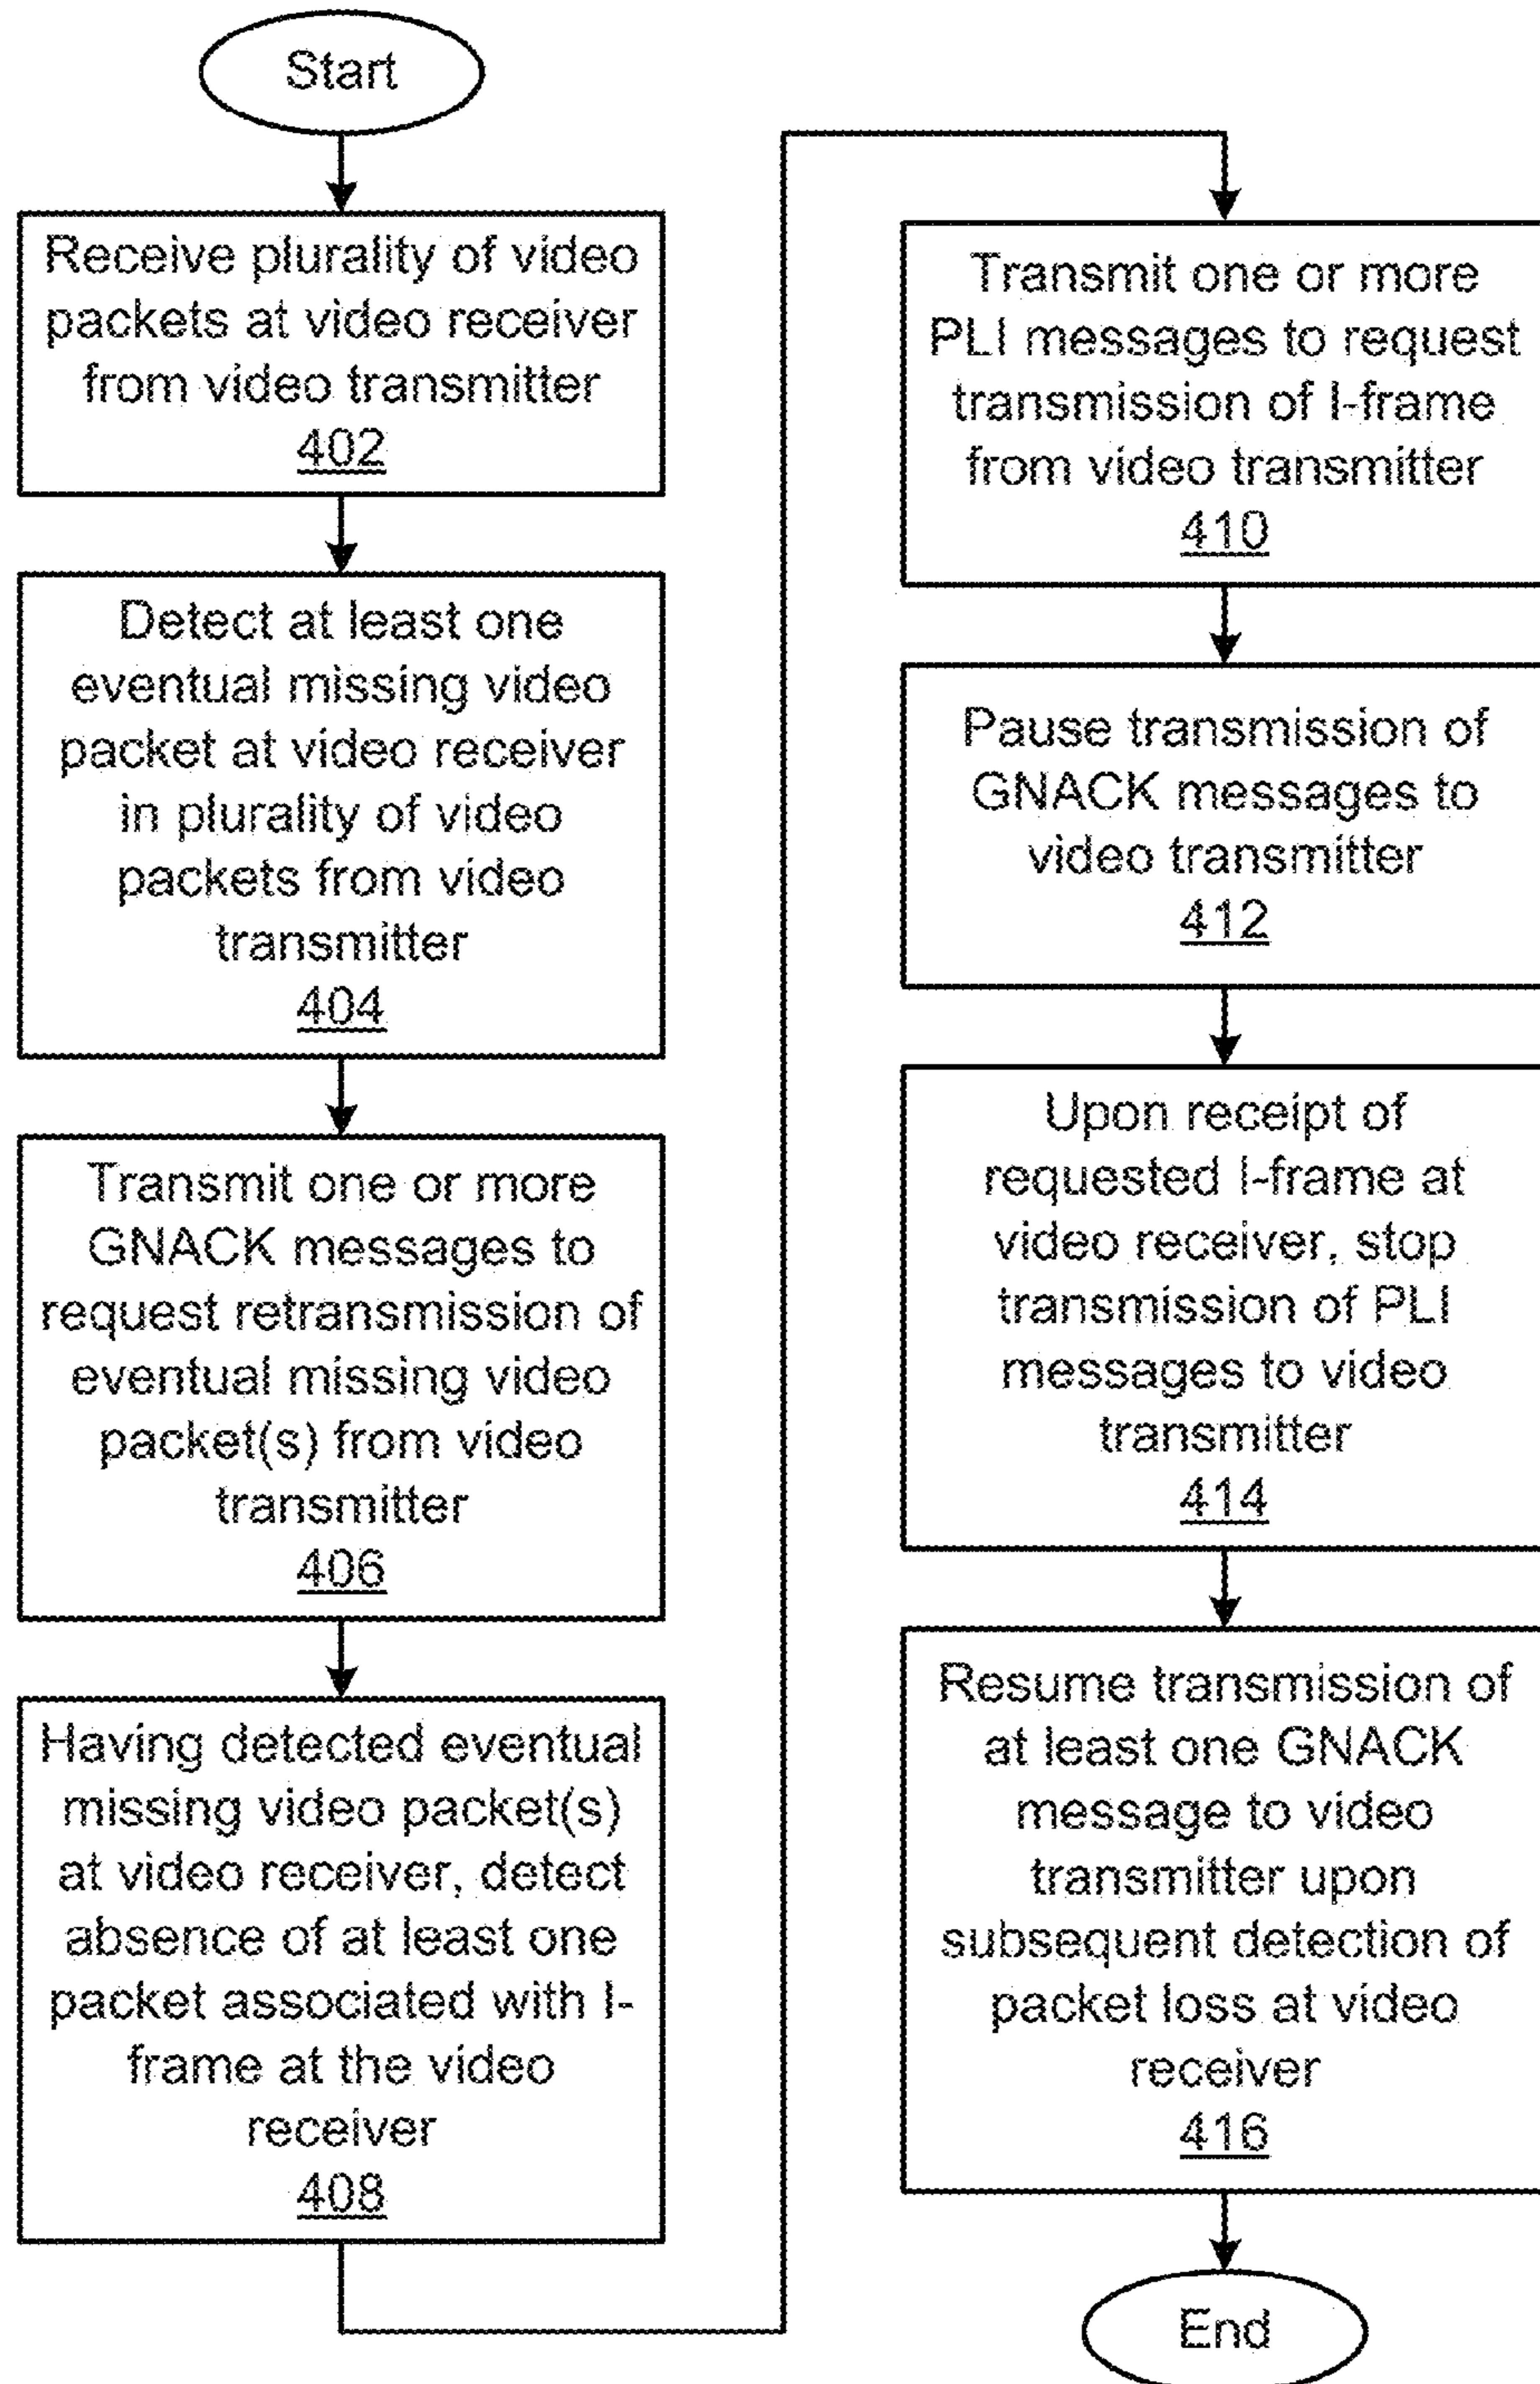 Start
Receive plurality of video
packets at video receiver
from video transmitter
402
Detect at least one
eventual missing video
packet at video receiver
in plurality of video
packets from video
transmitter
404
Transmit one or more
GNACK messages to
request retransmission of
eventual missing video
packet(s) from video
transmitter
406
Having detected eventual
missing video packet(s)
at video receiver, detect
absence of at least one
packet associated with I-
frame at the video
receiver
408
Transmit one or more
PLI messages to request
transmission of I-frame
from video transmitter
410
Pause transmission of
GNACK messages to
video transmitter
412
Upon receipt of
requested I-frame at
video receiver, stop
transmission of PLI
messages to video
transmitter
414
Resume transmission of
at least one GNACK
message to video
transmitter upon
subsequent detection of
packet loss at video
receiver
416
End